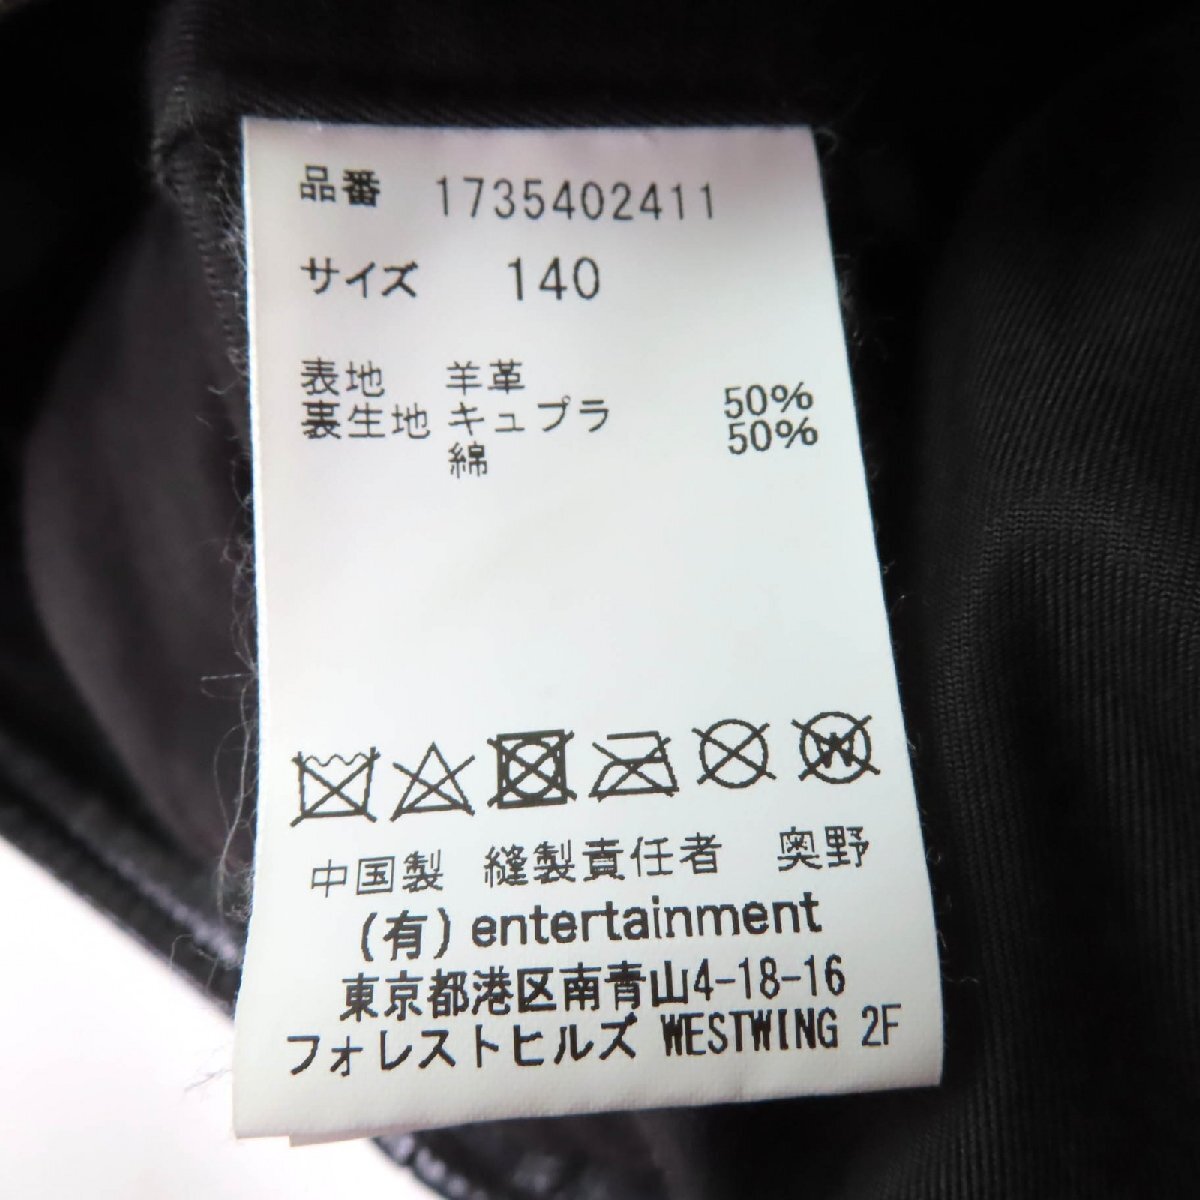 品番 1735402411
サイズ 140
表地 羊革
裏生地 キュプラ 50%
綿 50%
W
中国製 縫製責任者 奥野
(有) entertainment
東京都港区南青山4-18-16
フォレストヒルズ WESTWING 2F